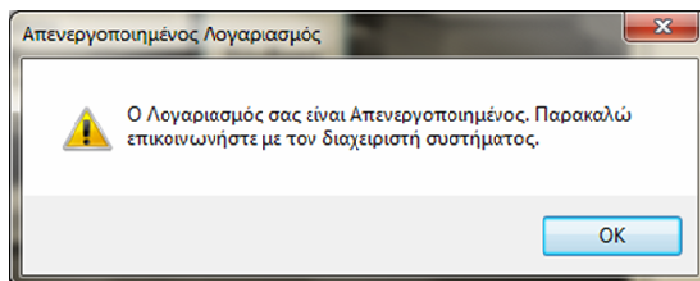 Απενεργοποιημένος Λογαριασμός
Ο Λογαριασμός σας είναι Απενεργοποιημένος. Παρακαλώ
επικοινωνήστε με τον διαχειριστή συστήματος.
OK